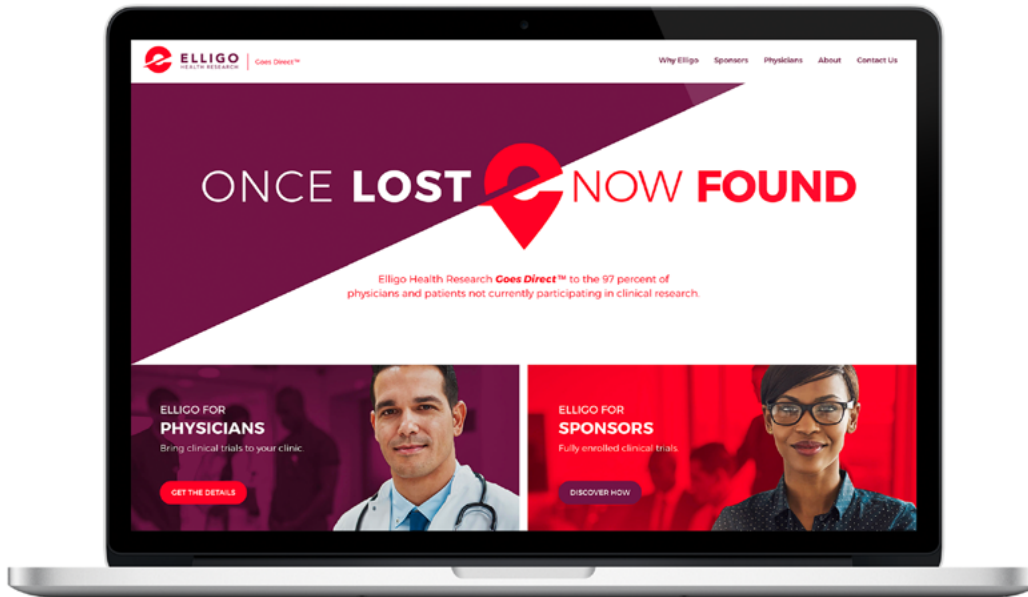 ELLIGO
HEALTH RESEARCH
Goes Direct™
Why Elligo Sponsors Physicians About Contact Us
ONCE LOST NOW FOUND
Elligo Health Research Goes Direct™ to the 97 percent of
physicians and patients not currently participating in clinical research.
ELLIGO FOR
PHYSICIANS
Bring clinical trials to your clinic.
GET THE DETAILS
ELLIGO FOR
SPONSORS
Fully enrolled clinical trials.
DISCOVER HOW